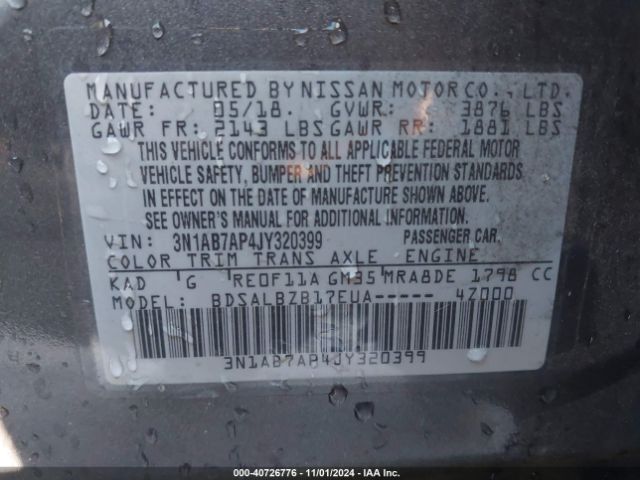 MANUFACTURED BY NISSAN MOTOR CO., LTD.
DATE: 05/18. GVWR: 3876 LBS
GAWR FR: 2143 LBS GAWR RR: 1881 LBS
THIS VEHICLE CONFORMS TO ALL APPLICABLE FEDERAL MOTOR
VEHICLE SAFETY, BUMPER AND THEFT PREVENTION STANDARDS
IN EFFECT ON THE DATE OF MANUFACTURE SHOWN ABOVE.
SEE OWNER'S MANUAL FOR ADDITIONAL INFORMATION
VIN: 3N1AB7AP4JY320399 PASSENGER CAR.
COLOR TRIM TRANS AXLE ENGINE
KAD G RE0F11A GM35 MRA8DE 1798 CC
MODEL: BDSALBZB17EUA----- 4Z000
3N1AB7AP4JY320399
000-40726776 - 11/01/2024 - IAA Inc.